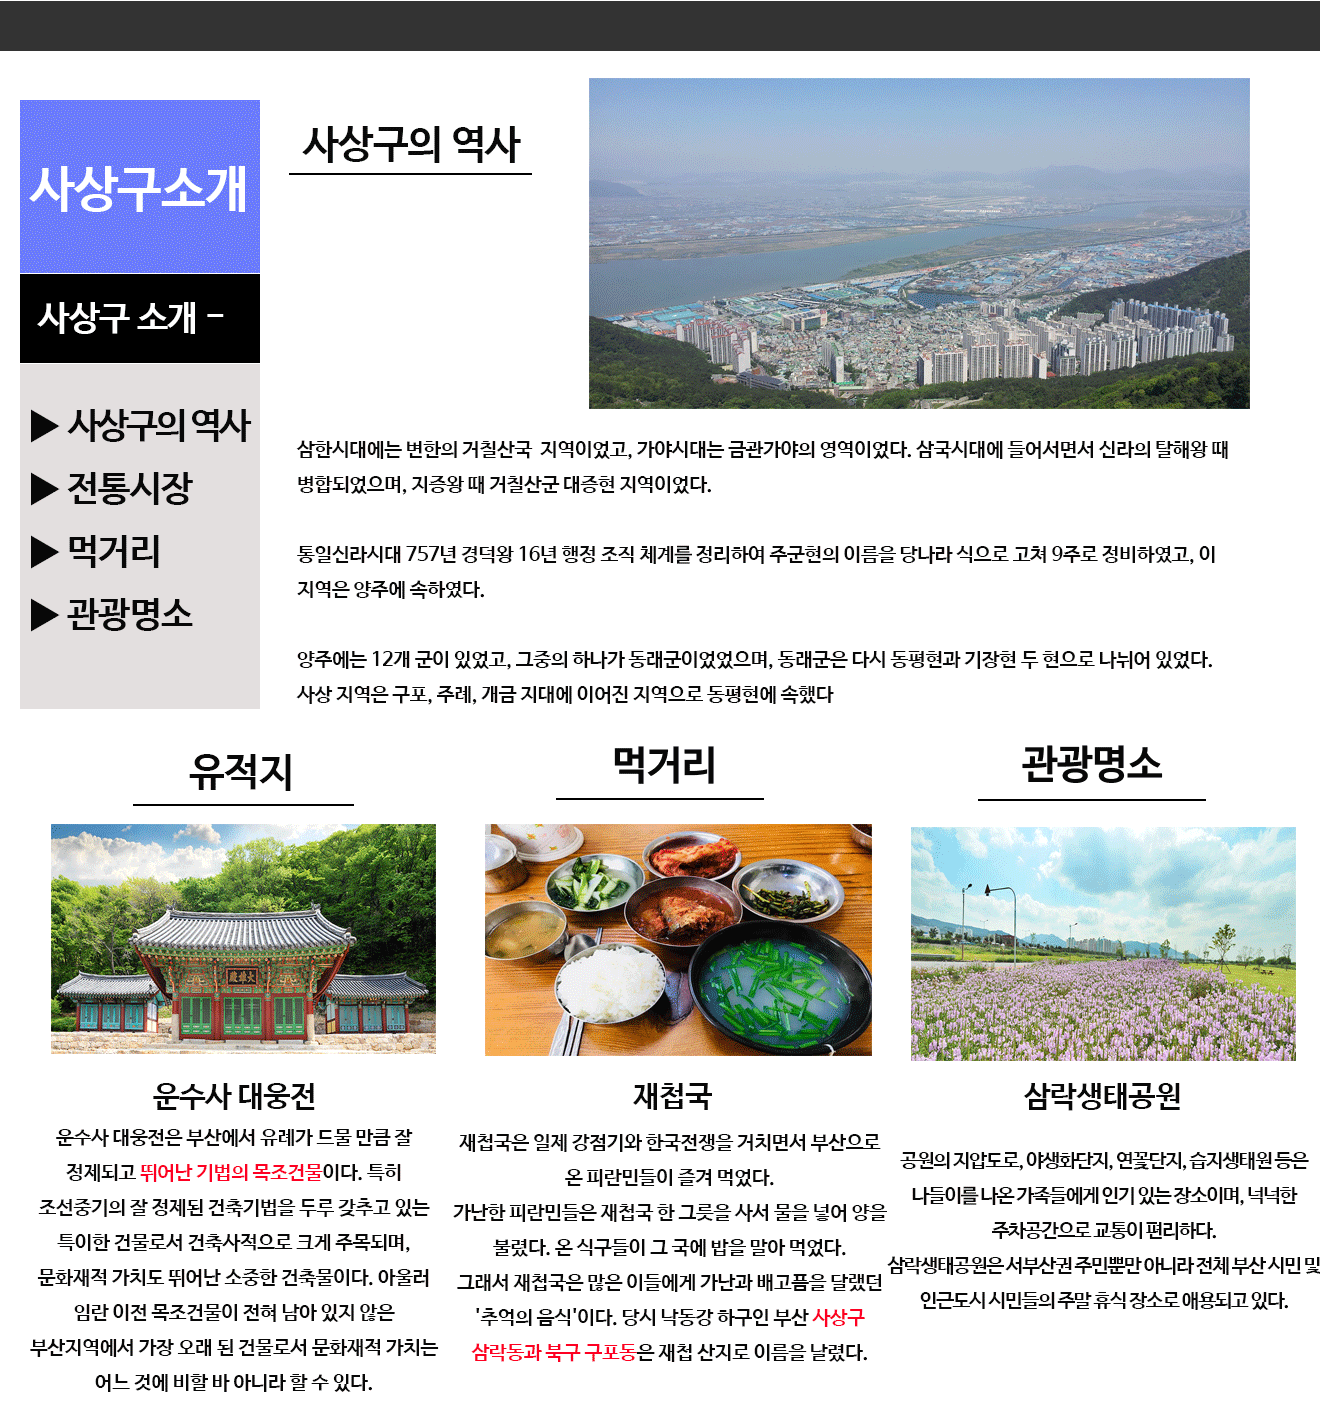 사상구소개
사상구 소개 -
▶ 사상구의 역사
▶ 전통시장
▶ 먹거리
▶ 관광명소
사상구의 역사
삼한시대에는 변한의 거칠산국  지역이었고, 가야시대는 금관가야의 영역이었다. 삼국시대에 들어서면서 신라의 탈해왕 때
병합되었으며, 지증왕 때 거칠산군 대증현 지역이었다.
통일신라시대 757년 경덕왕 16년 행정 조직 체계를 정리하여 주군현의 이름을 당나라 식으로 고쳐 9주로 정비하였고, 이
지역은 양주에 속하였다.
양주에는 12개 군이 있었고, 그중의 하나가 동래군이었었으며, 동래군은 다시 동평현과 기장현 두 현으로 나뉘어 있었다.
사상 지역은 구포, 주례, 개금 지대에 이어진 지역으로 동평현에 속했다
유적지
운수사 대웅전
운수사 대웅전은 부산에서 유례가 드물 만큼 잘
정제되고 뛰어난 기법의 목조건물이다. 특히
조선중기의 잘 정제된 건축기법을 두루 갖추고 있는
특이한 건물로서 건축사적으로 크게 주목되며,
문화재적 가치도 뛰어난 소중한 건축물이다. 아울러
임란 이전 목조건물이 전혀 남아 있지 않은
부산지역에서 가장 오래 된 건물로서 문화재적 가치는
어느 것에 비할 바 아니라 할 수 있다.
먹거리
재첩국
재첩국은 일제 강점기와 한국전쟁을 거치면서 부산으로
온 피란민들이 즐겨 먹었다.
가난한 피란민들은 재첩국 한 그릇을 사서 물을 넣어 양을
불렸다. 온 식구들이 그 국에 밥을 말아 먹었다.
그래서 재첩국은 많은 이들에게 가난과 배고픔을 달랬던
'추억의 음식'이다. 당시 낙동강 하구인 부산 사상구
삼락동과 북구 구포동은 재첩 산지로 이름을 날렸다.
관광명소
삼락생태공원
공원의 지압도로, 야생화단지, 연꽃단지, 습지생태원 등은
나들이를 나온 가족들에게 인기 있는 장소이며, 넉넉한
주차공간으로 교통이 편리하다.
삼락생태공원은 서부산권 주민뿐만 아니라 전체 부산 시민 및
인근도시 시민들의 주말 휴식 장소로 애용되고 있다.